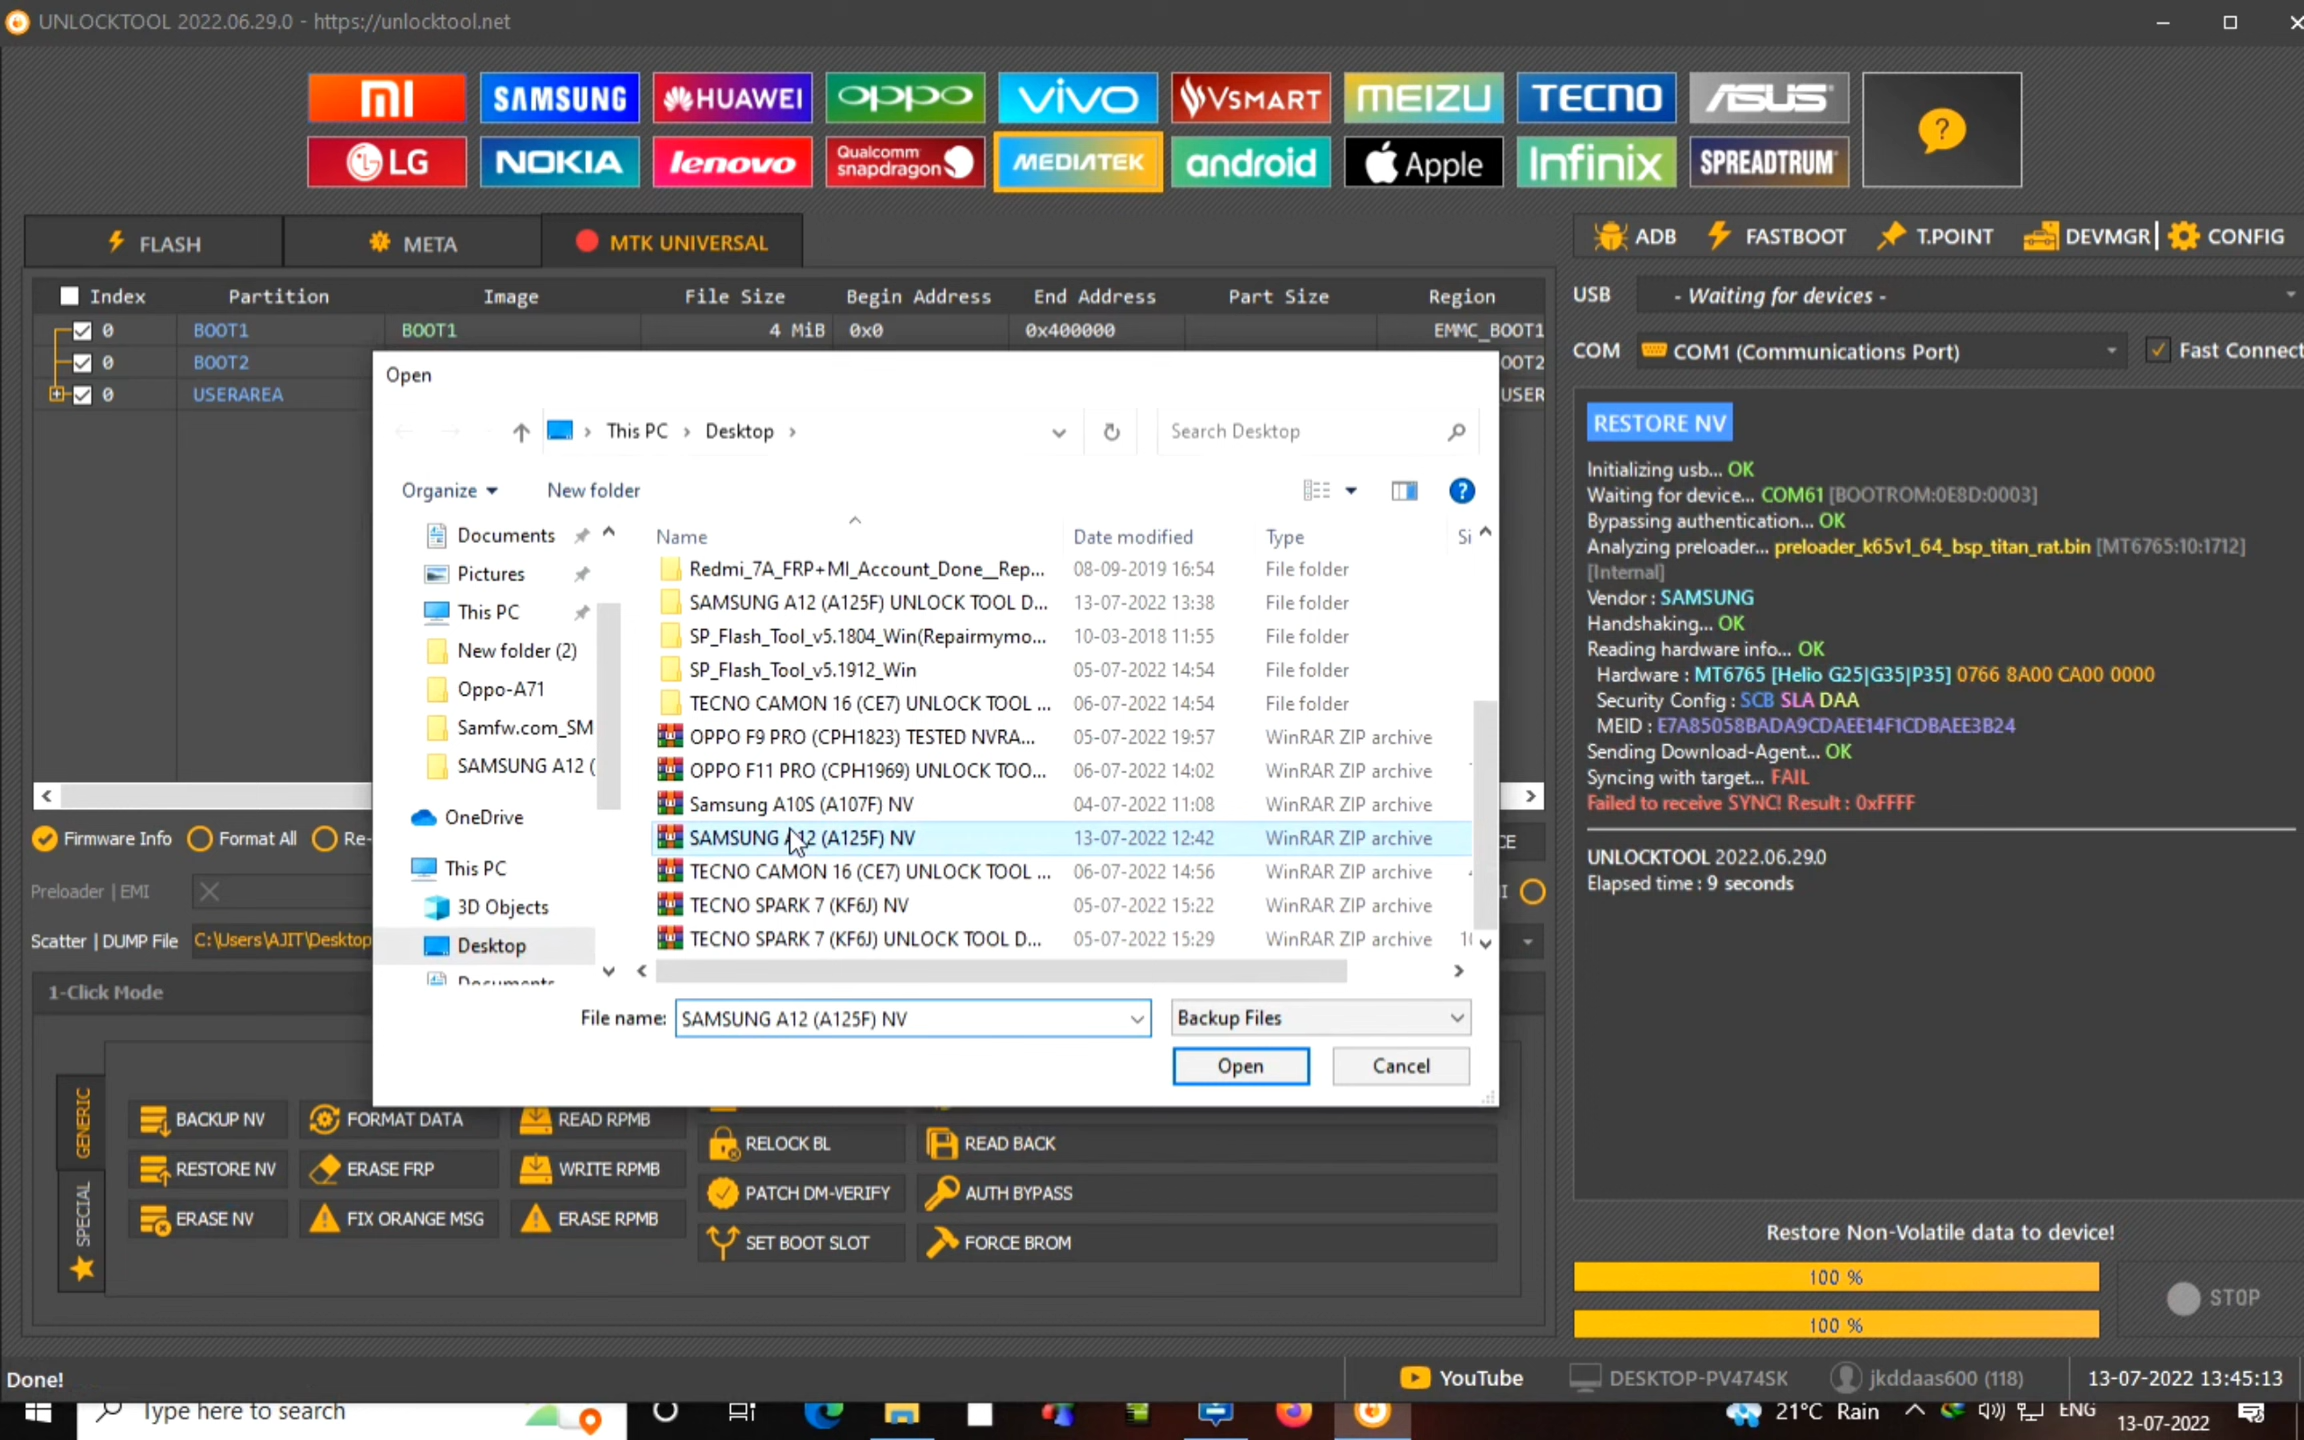 UNLOCKTOOL 2022.06.29.0 - https://unlocktool.net
MI SAMSUNG HUAWEI oppo vivo VSMART MEIZU TECNO ASUS
LG NOKIA lenovo Qualcomm snapdragon MEDIATEK android Apple Infinix SPREADTRUM ?
FLASH META MTK UNIVERSAL
ADB FASTBOOT T.POINT DEVMGR CONFIG
Index Partition Image File Size Begin Address End Address Part Size Region
0 BOOT1 BOOT1 4 MiB 0x0 0x400000 EMMC_BOOT1
0 BOOT2 OOT2
0 USERAREA USER
USB - Waiting for devices -
COM COM1 (Communications Port) Fast Connect
Open
This PC › Desktop ›
Search Desktop
Organize New folder
Documents
Pictures
This PC
New folder (2)
Oppo-A71
Samfw.com_SM
SAMSUNG A12 (
OneDrive
This PC
3D Objects
Desktop
Documents
Name Date modified Type Si
Redmi_7A_FRP+MI_Account_Done__Rep... 08-09-2019 16:54 File folder
SAMSUNG A12 (A125F) UNLOCK TOOL D... 13-07-2022 13:38 File folder
SP_Flash_Tool_v5.1804_Win(Repairmymo... 10-03-2018 11:55 File folder
SP_Flash_Tool_v5.1912_Win 05-07-2022 14:54 File folder
TECNO CAMON 16 (CE7) UNLOCK TOOL ... 06-07-2022 14:54 File folder
OPPO F9 PRO (CPH1823) TESTED NVRA... 05-07-2022 19:57 WinRAR ZIP archive
OPPO F11 PRO (CPH1969) UNLOCK TOO... 06-07-2022 14:02 WinRAR ZIP archive
Samsung A10S (A107F) NV 04-07-2022 11:08 WinRAR ZIP archive
SAMSUNG A12 (A125F) NV 13-07-2022 12:42 WinRAR ZIP archive
TECNO CAMON 16 (CE7) UNLOCK TOOL ... 06-07-2022 14:56 WinRAR ZIP archive
TECNO SPARK 7 (KF6J) NV 05-07-2022 15:22 WinRAR ZIP archive
TECNO SPARK 7 (KF6J) UNLOCK TOOL D... 05-07-2022 15:29 WinRAR ZIP archive 10
File name: SAMSUNG A12 (A125F) NV Backup Files
Open Cancel
Firmware Info Format All Re- CE
Preloader | EMI
Scatter | DUMP File C:\Users\AJIT\Desktop
1-Click Mode
GENERIC
SPECIAL
BACKUP NV FORMAT DATA READ RPMB
RESTORE NV ERASE FRP WRITE RPMB
ERASE NV FIX ORANGE MSG ERASE RPMB
RELOCK BL READ BACK
PATCH DM-VERIFY AUTH BYPASS
SET BOOT SLOT FORCE BROM
RESTORE NV
Initializing usb... OK
Waiting for device... COM61 [BOOTROM:0E8D:0003]
Bypassing authentication... OK
Analyzing preloader... preloader_k65v1_64_bsp_titan_rat.bin [MT6765:10:1712]
[Internal]
Vendor : SAMSUNG
Handshaking... OK
Reading hardware info... OK
Hardware : MT6765 [Helio G25|G35|P35] 0766 8A00 CA00 0000
Security Config : SCB SLA DAA
MEID : E7A85058BADA9CDAEE14F1CDBAEE3B24
Sending Download-Agent... OK
Syncing with target... FAIL
Failed to receive SYNC! Result : 0xFFFF
UNLOCKTOOL 2022.06.29.0
Elapsed time : 9 seconds
Restore Non-Volatile data to device!
100 %
100 %
STOP
Done!
YouTube DESKTOP-PV474SK jkddaas600 (118) 13-07-2022 13:45:13
Type here to search
21°C Rain ENG
13-07-2022